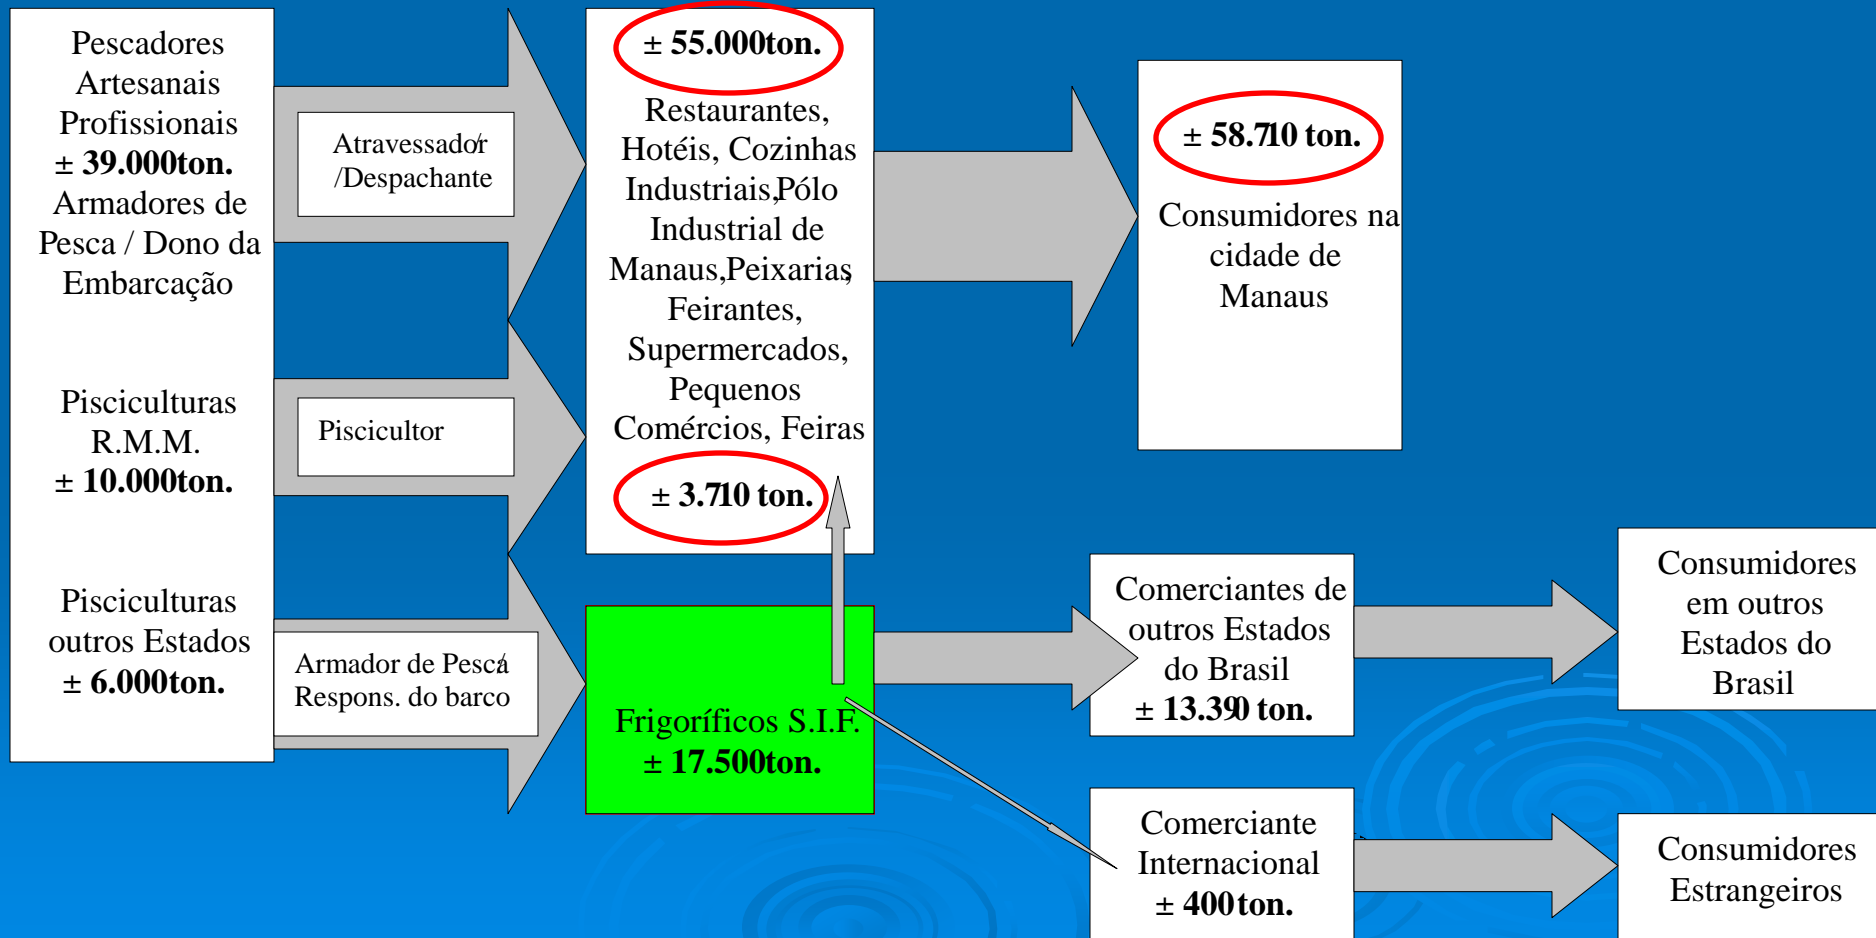 Pescadores
Artesanais
Profissionais
± 39.000ton.
Armadores de
Pesca / Dono da
Embarcação
Pisciculturas
R.M.M.
± 10.000ton.
Pisciculturas
outros Estados
± 6.000ton.
Atravessador/
/Despachante
Piscicultor
Armador de Pesca/
Respons. do barco
± 55.000ton.
Restaurantes,
Hotéis, Cozinhas
Industriais,Pólo
Industrial de
Manaus,Peixarias,
Feirantes,
Supermercados,
Pequenos
Comércios, Feiras
± 3.710 ton.
Frigoríficos S.I.F.
± 17.500ton.
± 58.710 ton.
Consumidores na
cidade de
Manaus
Comerciantes de
outros Estados
do Brasil
± 13.390 ton.
Comerciante
Internacional
± 400ton.
Consumidores
em outros
Estados do
Brasil
Consumidores
Estrangeiros